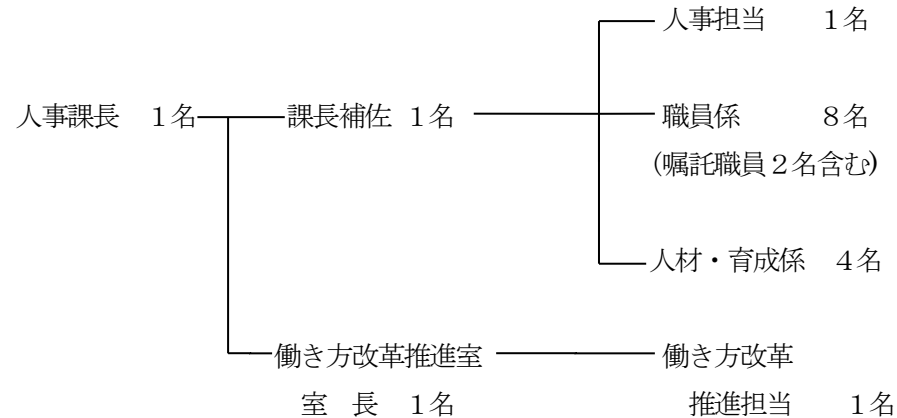 人事担当　　1名
人事課長　1名　課長補佐　1名　職員係　　　8名
(嘱託職員２名含む)
人材・育成係　4名
働き方改革推進室　働き方改革
室　長　1名　推進担当　　1名